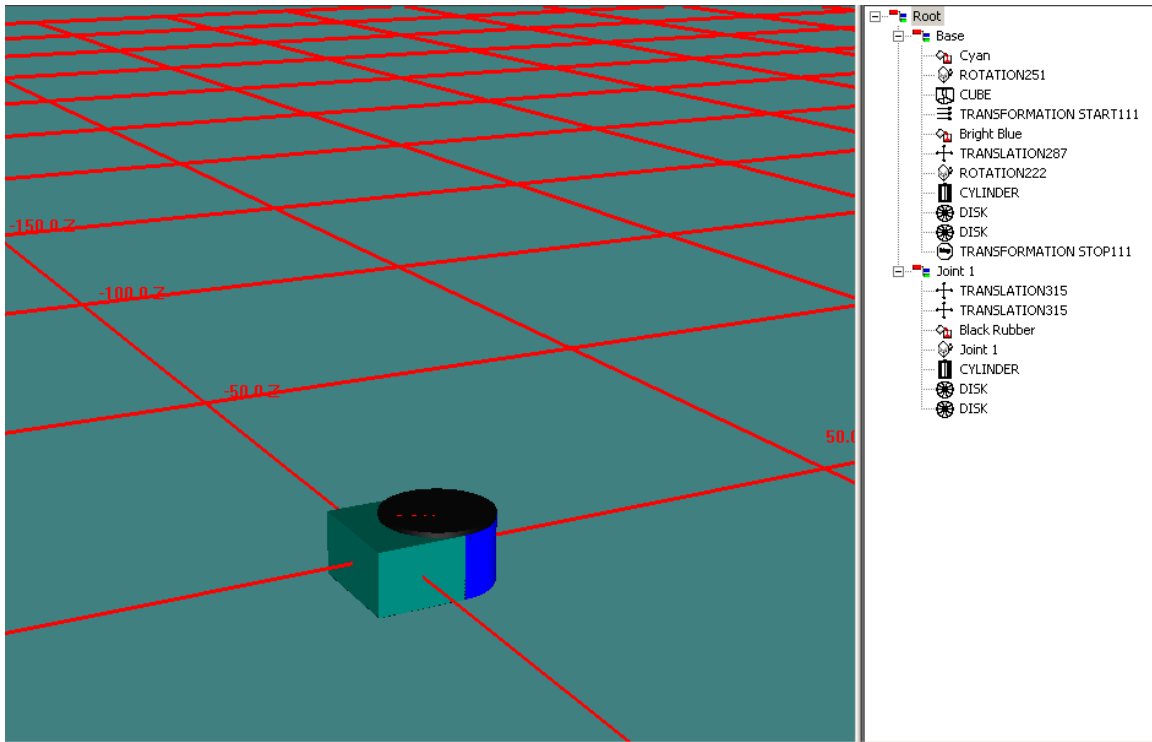 -150.0 Z
-100.0 Z
-50.0 Z
50.0
Root
Base
Cyan
ROTATION251
CUBE
TRANSFORMATION START111
Bright Blue
TRANSLATION287
ROTATION222
CYLINDER
DISK
DISK
TRANSFORMATION STOP111
Joint 1
TRANSLATION315
TRANSLATION315
Black Rubber
Joint 1
CYLINDER
DISK
DISK